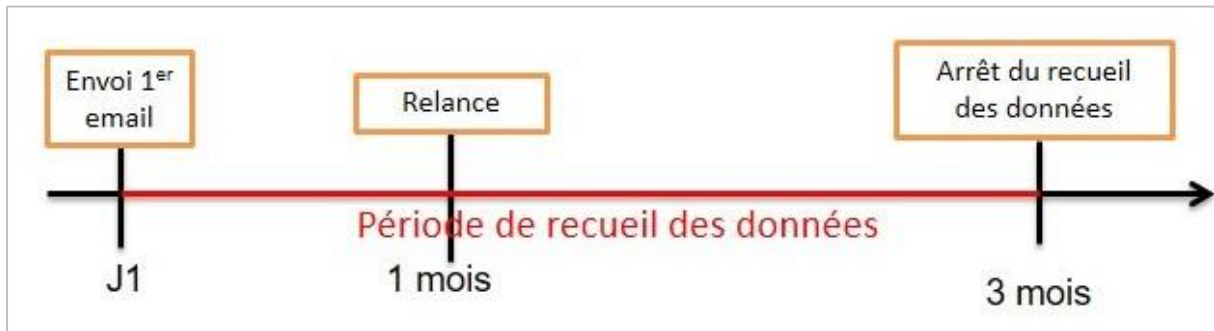 Envoi 1er
email
Relance
Arrêt du recueil
des données
Période de recueil des données
J1
1 mois
3 mois